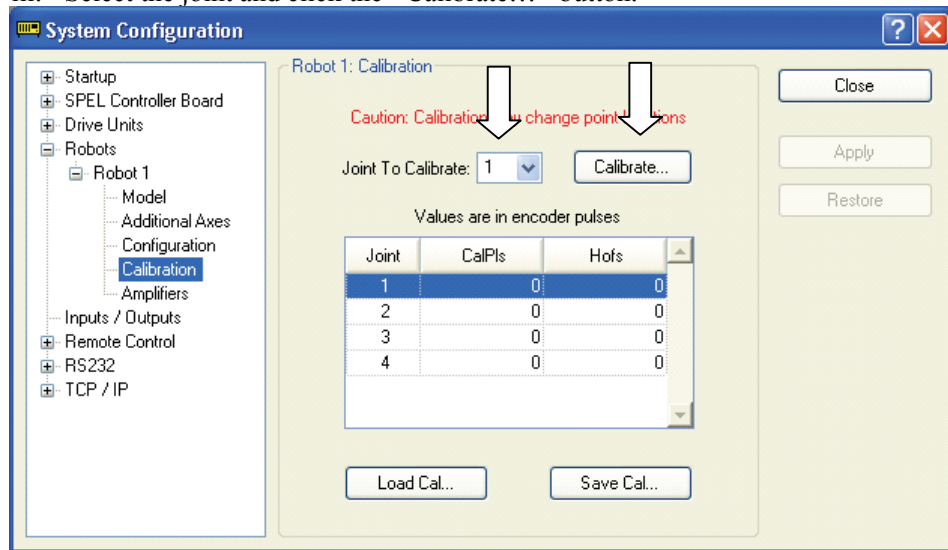 System Configuration
Startup
SPEL Controller Board
Drive Units
Robots
Robot 1
Model
Additional Axes
Configuration
Calibration
Amplifiers
Inputs / Outputs
Remote Control
RS232
TCP / IP
Robot 1: Calibration
Caution: Calibration change point
Joint To Calibrate: 1 Calibrate...
Values are in encoder pulses
Joint CalPls Hofs
1 0 0
2 0 0
3 0 0
4 0 0
Load Cal... Save Cal...
Close
Apply
Restore